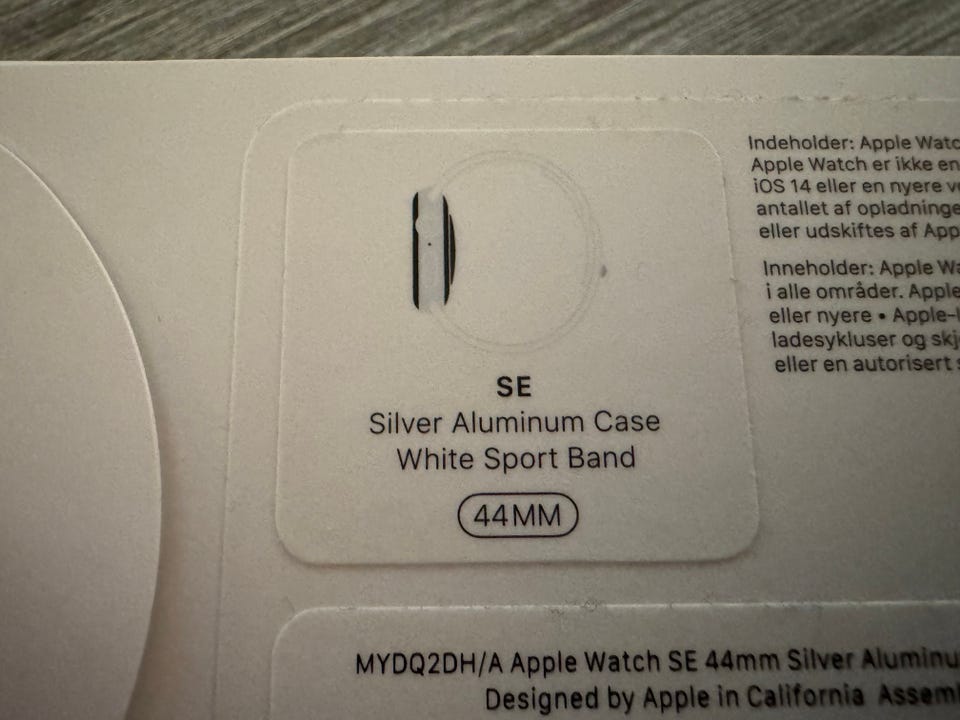 Indeholder: Apple
Apple Watch er ikke en
iOS 14 eller en nyere
antallet af
eller udskiftes af
Inneholder: Apple
i alle områder. Apple
eller nyere •
ladesykluser og
eller en autorisert
SE
Silver Aluminum Case
White Sport Band
44MM
MYDQ2DH/A Apple Watch SE 44mm Silver
Designed by Apple in California